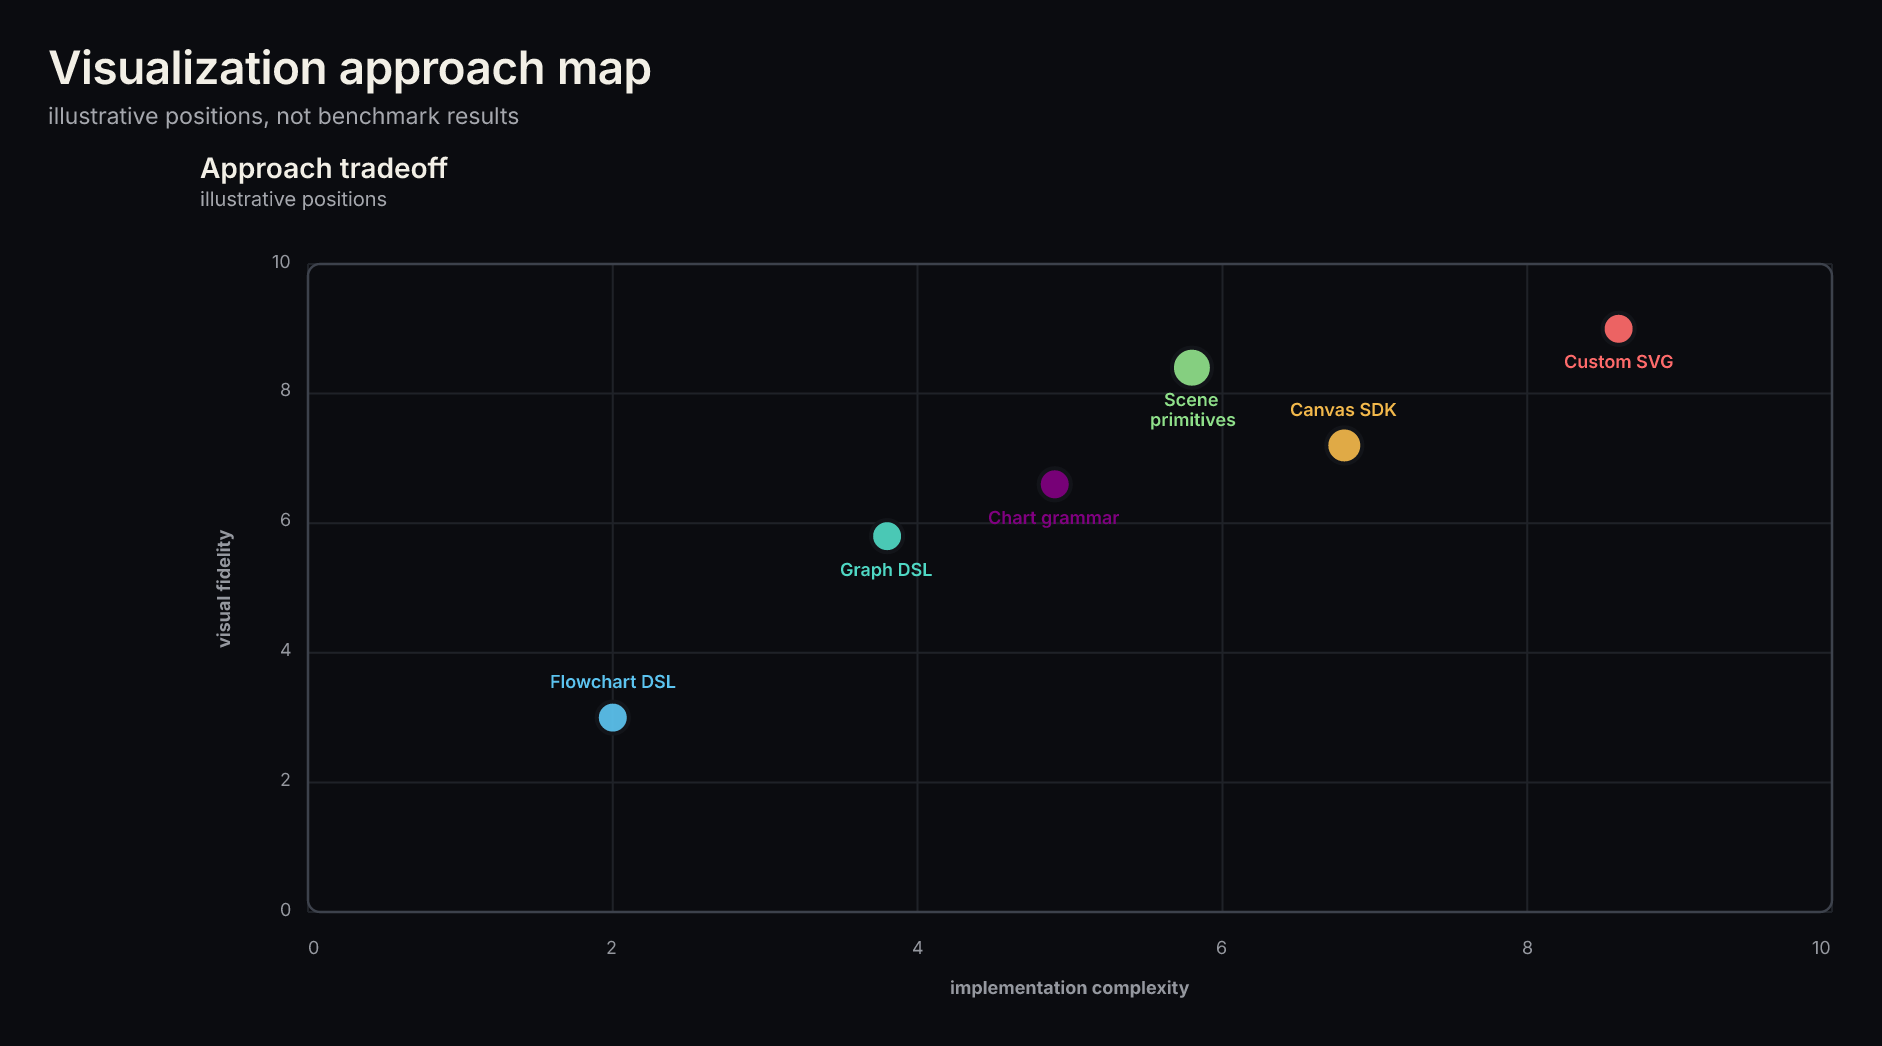 Visualization approach map
illustrative positions, not benchmark results
Approach tradeoff
illustrative positions
10
8
6
4
2
0
visual fidelity
Custom SVG
Scene
primitives
Canvas SDK
Chart grammar
Graph DSL
Flowchart DSL
0 2 4 6 8 10
implementation complexity